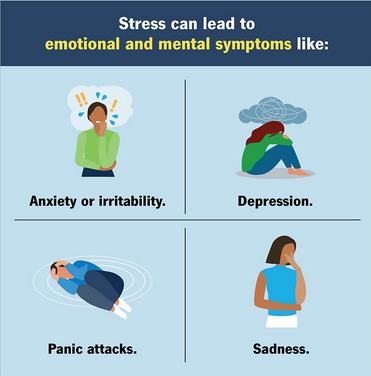 Stress can lead to
emotional and mental symptoms like:
Anxiety or irritability.
Depression.
Panic attacks.
Sadness.